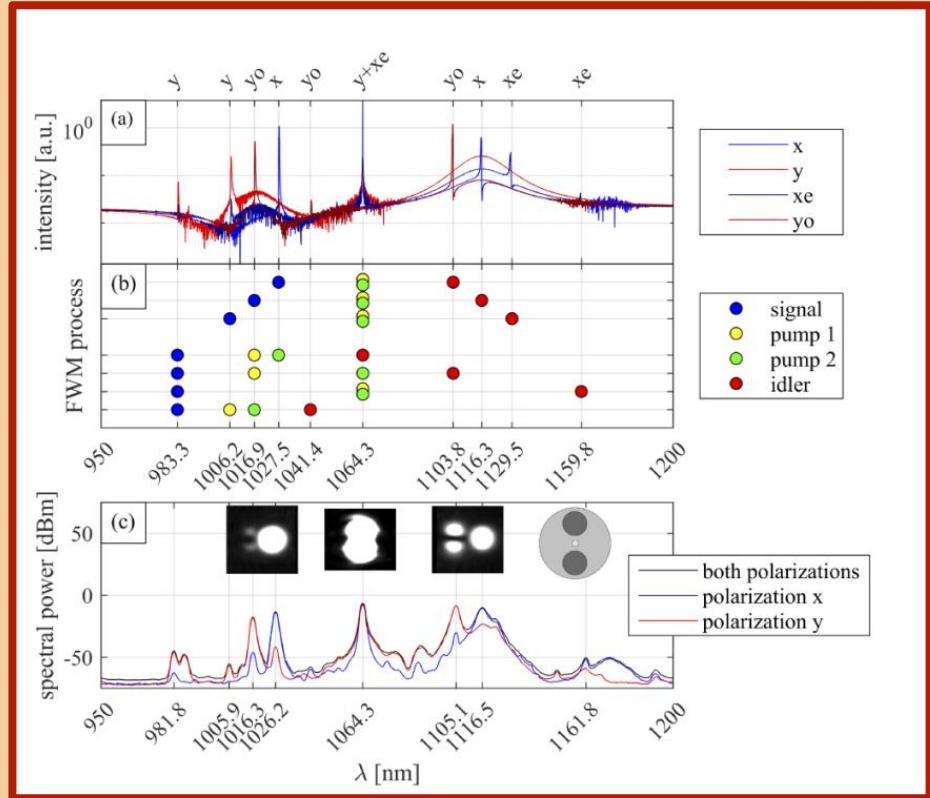 y y yo x yo y+xe yo x xe xe
(a)
10⁰
intensity [a.u.]
x
y
xe
yo
(b)
FWM process
signal
pump 1
pump 2
idler
950 983.3 1006.2 1016.9 1027.5 1041.4 1064.3 1103.8 1116.3 1129.5 1159.8 1200
(c)
spectral power [dBm]
50
0
-50
both polarizations
polarization x
polarization y
950 981.8 1005.9 1016.3 1026.2 1064.3 1105.1 1116.5 1161.8 1200
λ [nm]